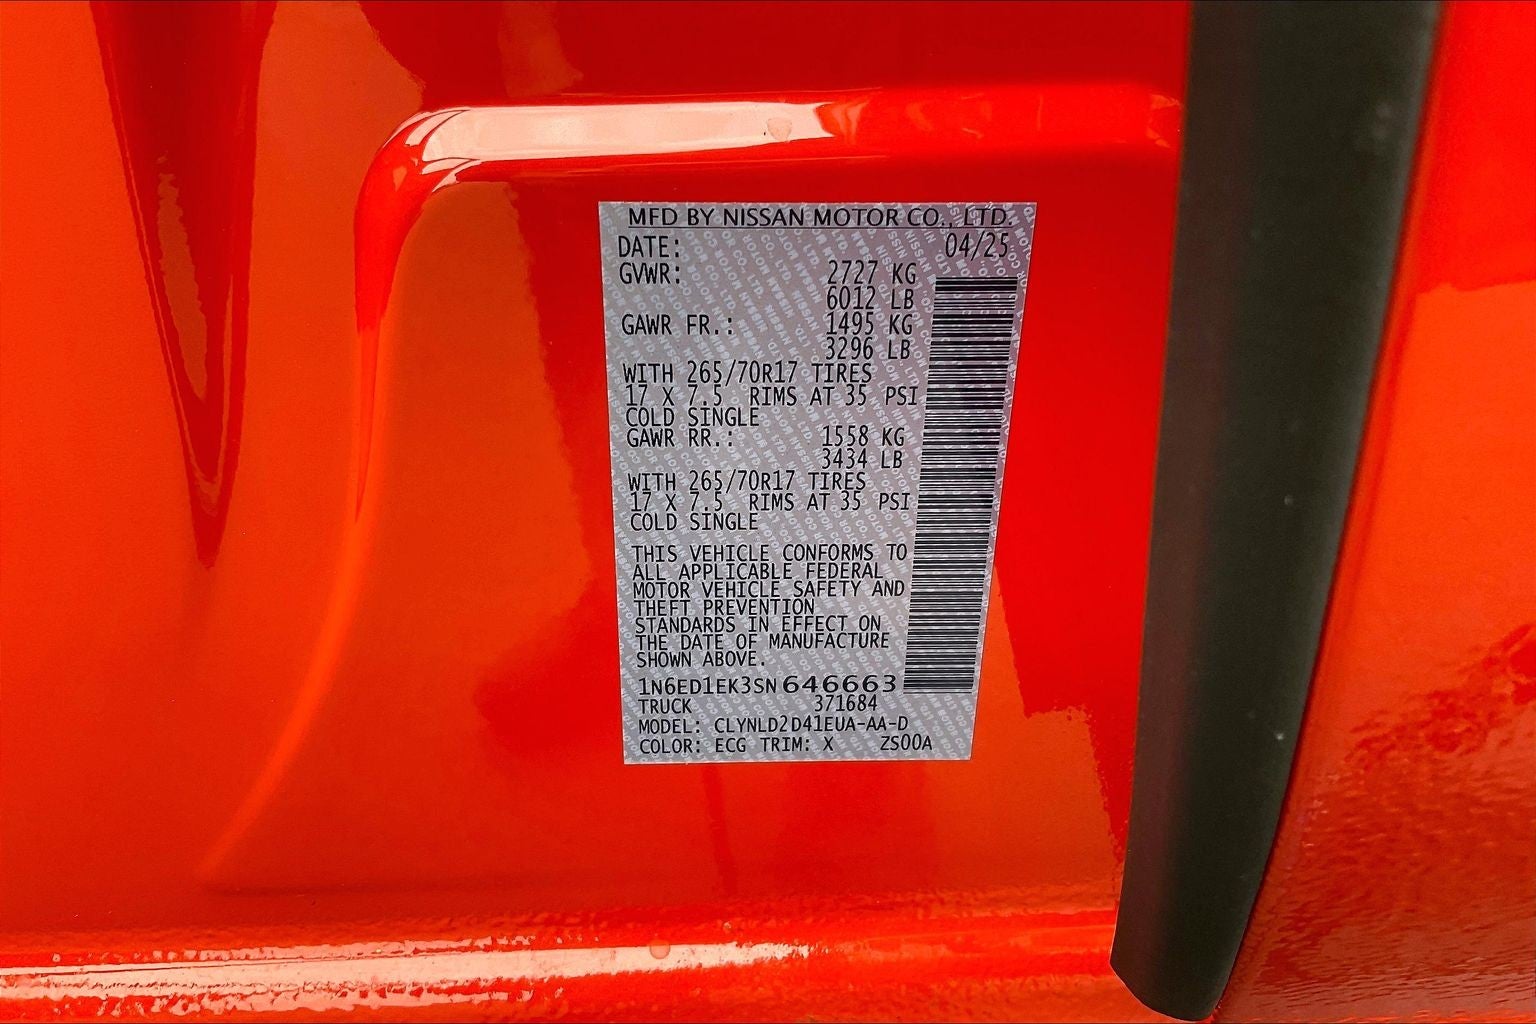 MFD BY NISSAN MOTOR CO., LTD.
DATE: 04/25
GVWR: 2727 KG
6012 LB
GAWR FR.: 1495 KG
3296 LB
WITH 265/70R17 TIRES
17 X 7.5 RIMS AT 35 PSI
COLD SINGLE
GAWR RR.: 1558 KG
3434 LB
WITH 265/70R17 TIRES
17 X 7.5 RIMS AT 35 PSI
COLD SINGLE
THIS VEHICLE CONFORMS TO
ALL APPLICABLE FEDERAL
MOTOR VEHICLE SAFETY AND
THEFT PREVENTION
STANDARDS IN EFFECT ON
THE DATE OF MANUFACTURE
SHOWN ABOVE.
1N6ED1EK3SN646663
TRUCK 371684
MODEL: CLYNLD2D41EUA-AA-D
COLOR: ECG TRIM: X ZS00A